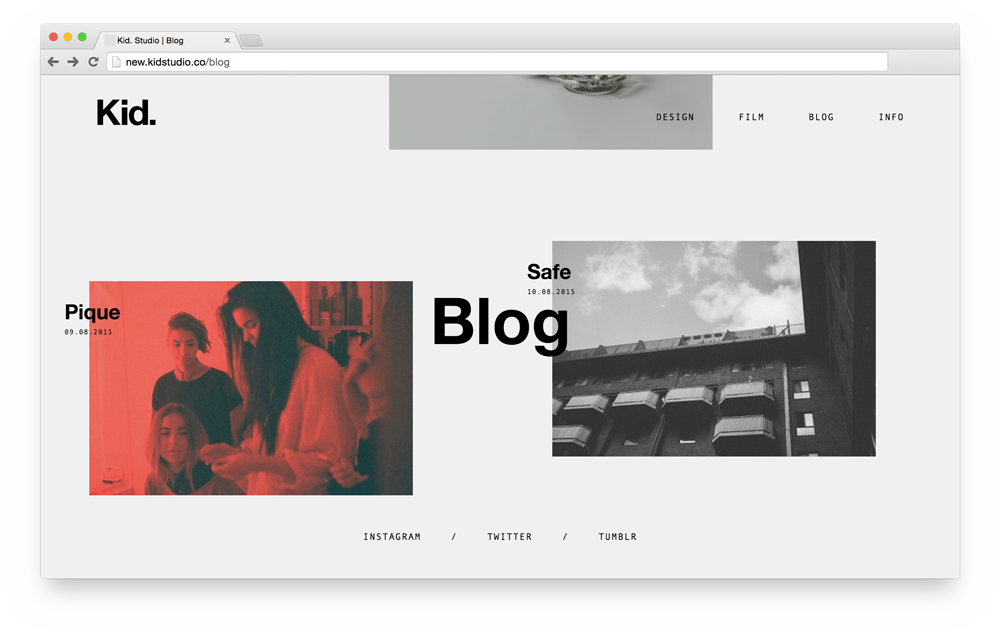 Kid. Studio | Blog
new.kidstudio.co/blog
Kid.
DESIGN FILM BLOG INFO
Safe
10.08.2015
Pique
09.08.2015
Blog
INSTAGRAM / TWITTER / TUMBLR